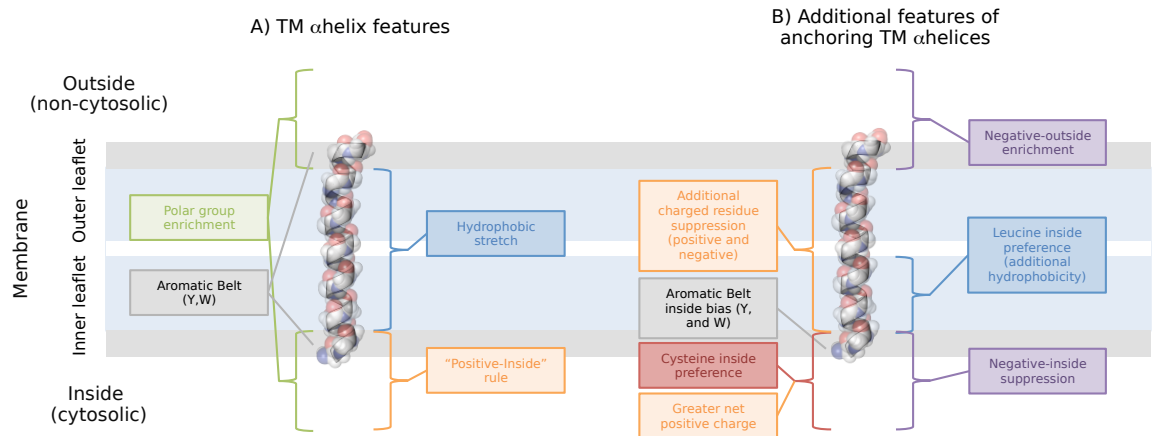 A) TM αhelix features
B) Additional features of
anchoring TM αhelices
Outside
(non-cytosolic)
Membrane
Outer leaflet
Inner leaflet
Inside
(cytosolic)
Polar group
enrichment
Aromatic Belt
(Y,W)
Hydrophobic
stretch
“Positive-Inside”
rule
Additional
charged residue
suppression
(positive and
negative)
Aromatic Belt
inside bias (Y,
and W)
Cysteine inside
preference
Greater net
positive charge
Negative-outside
enrichment
Leucine inside
preference
(additional
hydrophobicity)
Negative-inside
suppression